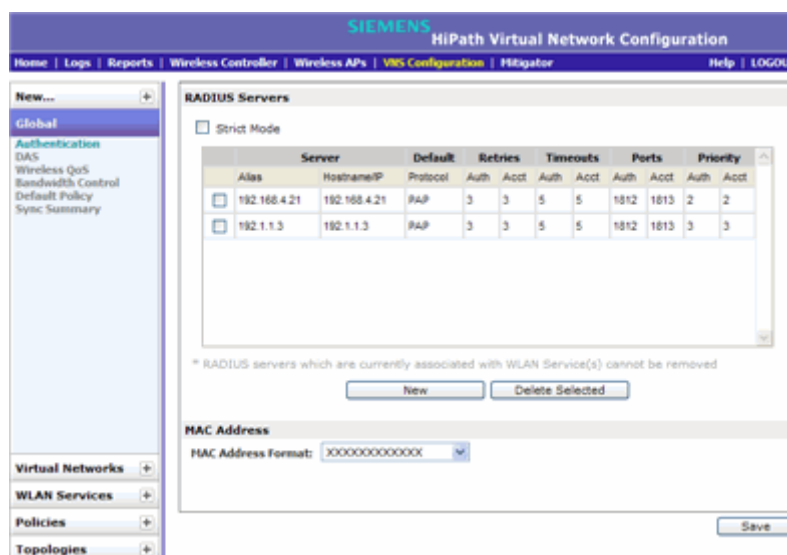 SIEMENS
HiPath Virtual Network Configuration
Home | Logs | Reports | Wireless Controller | Wireless APs | VNS Configuration | Mitigator Help | LOGOU
New... +
Global
Authentication
DAS
Wireless QoS
Bandwidth Control
Default Policy
Sync Summary
Virtual Networks +
WLAN Services +
Policies +
Topologies +
RADIUS Servers
Strict Mode
Server Default Retries Timeouts Ports Priority
Alias Hostname/IP Protocol Auth Acct Auth Acct Auth Acct Auth Acct
192.168.4.21 192.168.4.21 PAP 3 3 5 5 1812 1813 2 2
192.1.1.3 192.1.1.3 PAP 3 3 5 5 1812 1813 3 3
* RADIUS servers which are currently associated with WLAN Service(s) cannot be removed
New Delete Selected
MAC Address
MAC Address Format: XXXXXXXXXXXX
Save